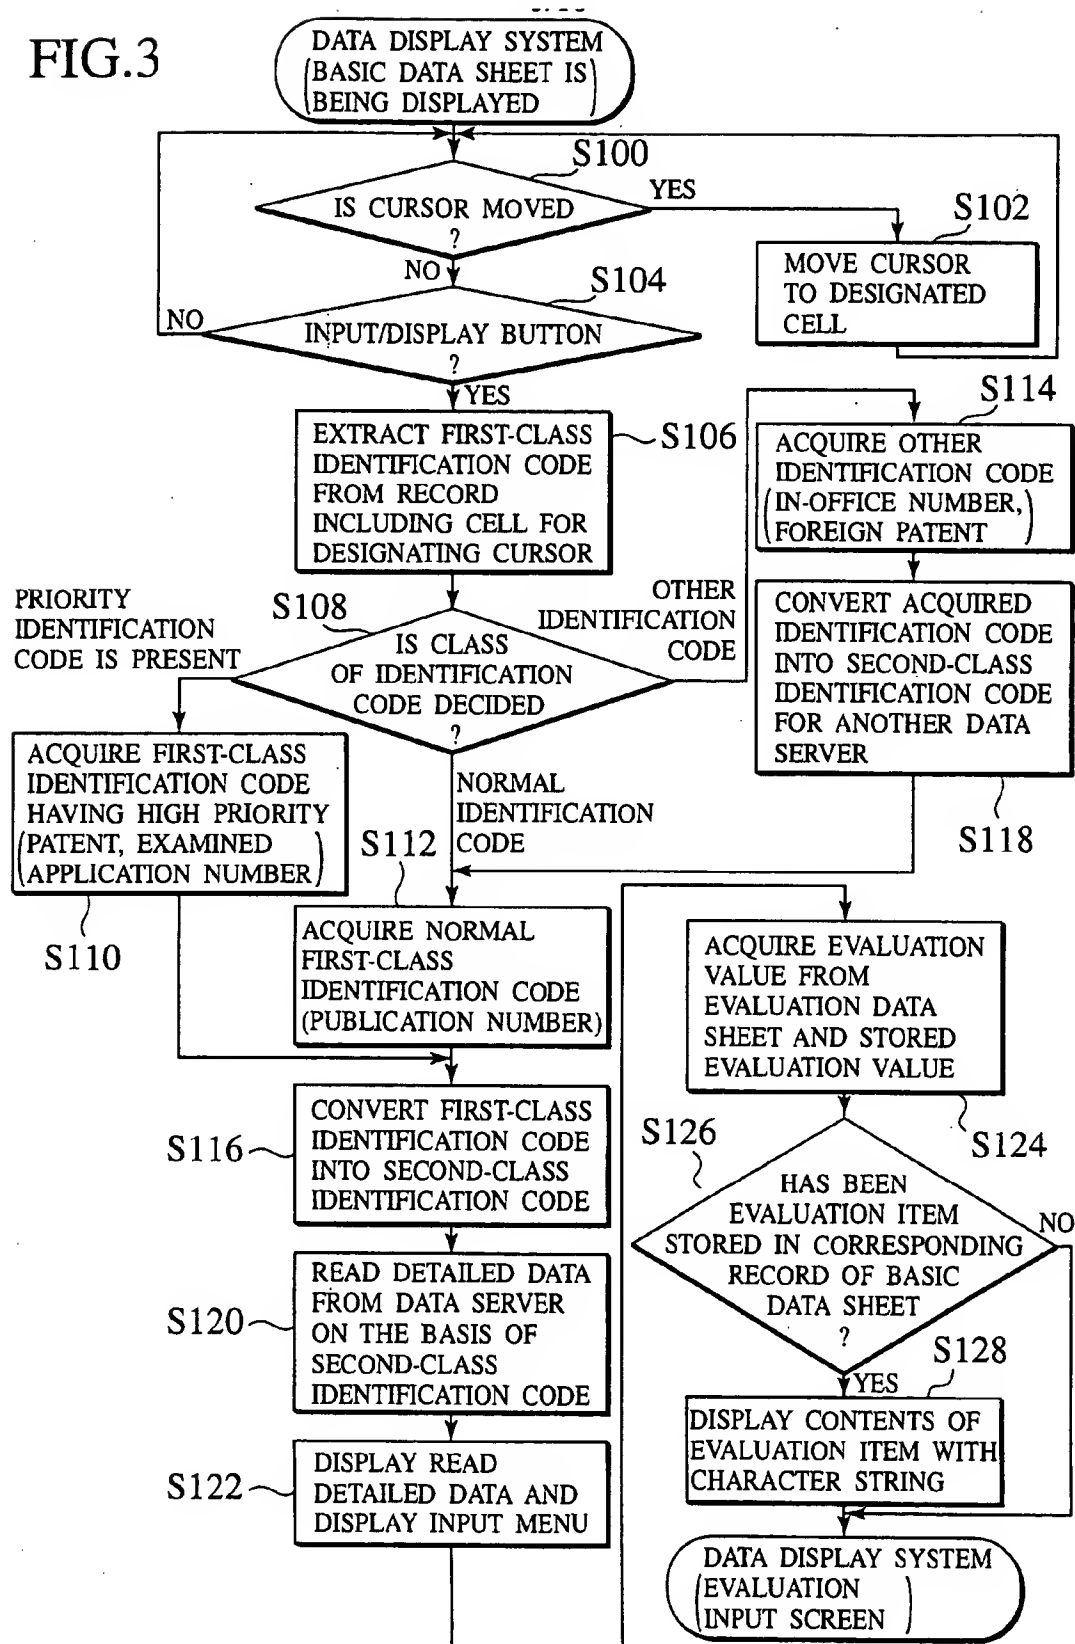 FIG.3
DATA DISPLAY SYSTEM
(BASIC DATA SHEET IS
BEING DISPLAYED)
S100
IS CURSOR MOVED
?
YES
NO
S102
MOVE CURSOR
TO DESIGNATED
CELL
S104
INPUT/DISPLAY BUTTON
?
NO
YES
S106
EXTRACT FIRST-CLASS
IDENTIFICATION CODE
FROM RECORD
INCLUDING CELL FOR
DESIGNATING CURSOR
S108
IS CLASS
OF IDENTIFICATION
CODE DECIDED
?
PRIORITY
IDENTIFICATION
CODE IS PRESENT
OTHER
IDENTIFICATION
CODE
NORMAL
IDENTIFICATION
CODE
S114
ACQUIRE OTHER
IDENTIFICATION CODE
(IN-OFFICE NUMBER,
FOREIGN PATENT)
CONVERT ACQUIRED
IDENTIFICATION CODE
INTO SECOND-CLASS
IDENTIFICATION CODE
FOR ANOTHER DATA
SERVER
S118
ACQUIRE FIRST-CLASS
IDENTIFICATION CODE
HAVING HIGH PRIORITY
(PATENT, EXAMINED
APPLICATION NUMBER)
S110
S112
ACQUIRE NORMAL
FIRST-CLASS
IDENTIFICATION CODE
(PUBLICATION NUMBER)
S116
CONVERT FIRST-CLASS
IDENTIFICATION CODE
INTO SECOND-CLASS
IDENTIFICATION CODE
S120
READ DETAILED DATA
FROM DATA SERVER
ON THE BASIS OF
SECOND-CLASS
IDENTIFICATION CODE
S122
DISPLAY READ
DETAILED DATA AND
DISPLAY INPUT MENU
ACQUIRE EVALUATION
VALUE FROM
EVALUATION DATA
SHEET AND STORED
EVALUATION VALUE
S124
S126
HAS BEEN
EVALUATION ITEM
STORED IN CORRESPONDING
RECORD OF BASIC
DATA SHEET
?
NO
YES
S128
DISPLAY CONTENTS OF
EVALUATION ITEM WITH
CHARACTER STRING
DATA DISPLAY SYSTEM
(EVALUATION
INPUT SCREEN)